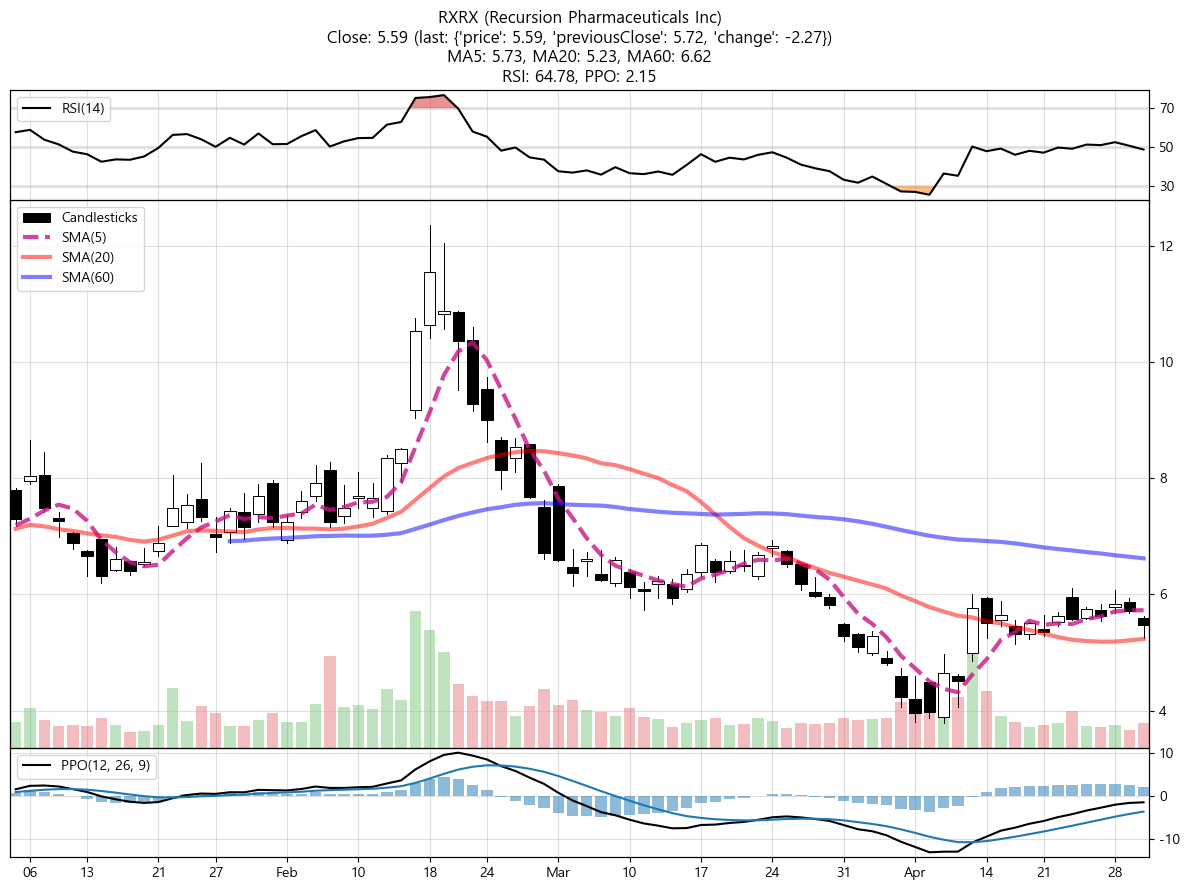 RXRX (Recursion Pharmaceuticals Inc)
Close: 5.59 (last: {'price': 5.59, 'previousClose': 5.72, 'change': -2.27})
MA5: 5.73, MA20: 5.23, MA60: 6.62
RSI: 64.78, PPO: 2.15
RSI(14)
70
50
30
Candlesticks
SMA(5)
SMA(20)
SMA(60)
12
10
8
6
4
PPO(12, 26, 9)
10
0
-10
06 13 21 27 Feb 10 18 24 Mar 10 17 24 31 Apr 14 21 28